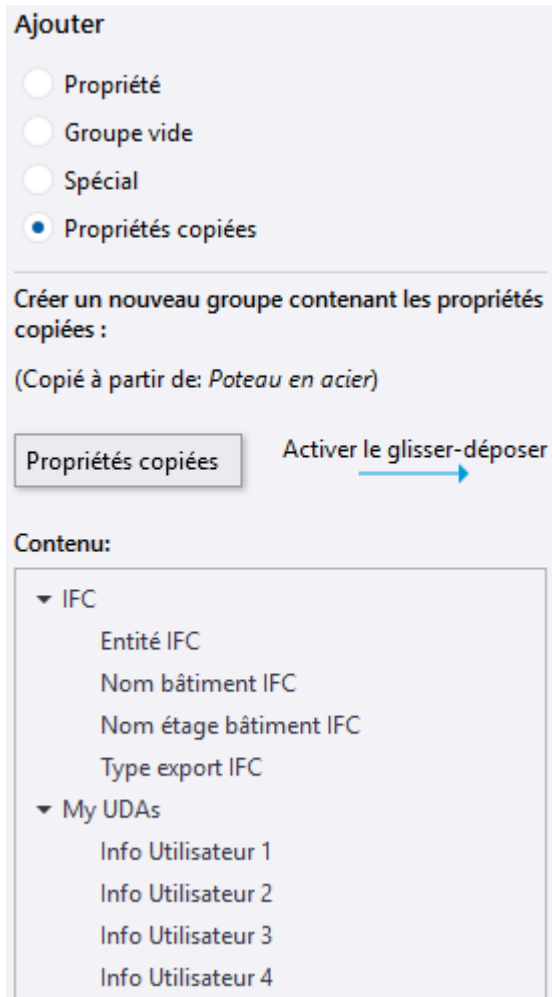 Ajouter
Propriété
Groupe vide
Spécial
Propriétés copiées
Créer un nouveau groupe contenant les propriétés
copiées :
(Copié à partir de: Poteau en acier)
Propriétés copiées
Activer le glisser-déposer
Contenu:
IFC
Entité IFC
Nom bâtiment IFC
Nom étage bâtiment IFC
Type export IFC
My UDAs
Info Utilisateur 1
Info Utilisateur 2
Info Utilisateur 3
Info Utilisateur 4